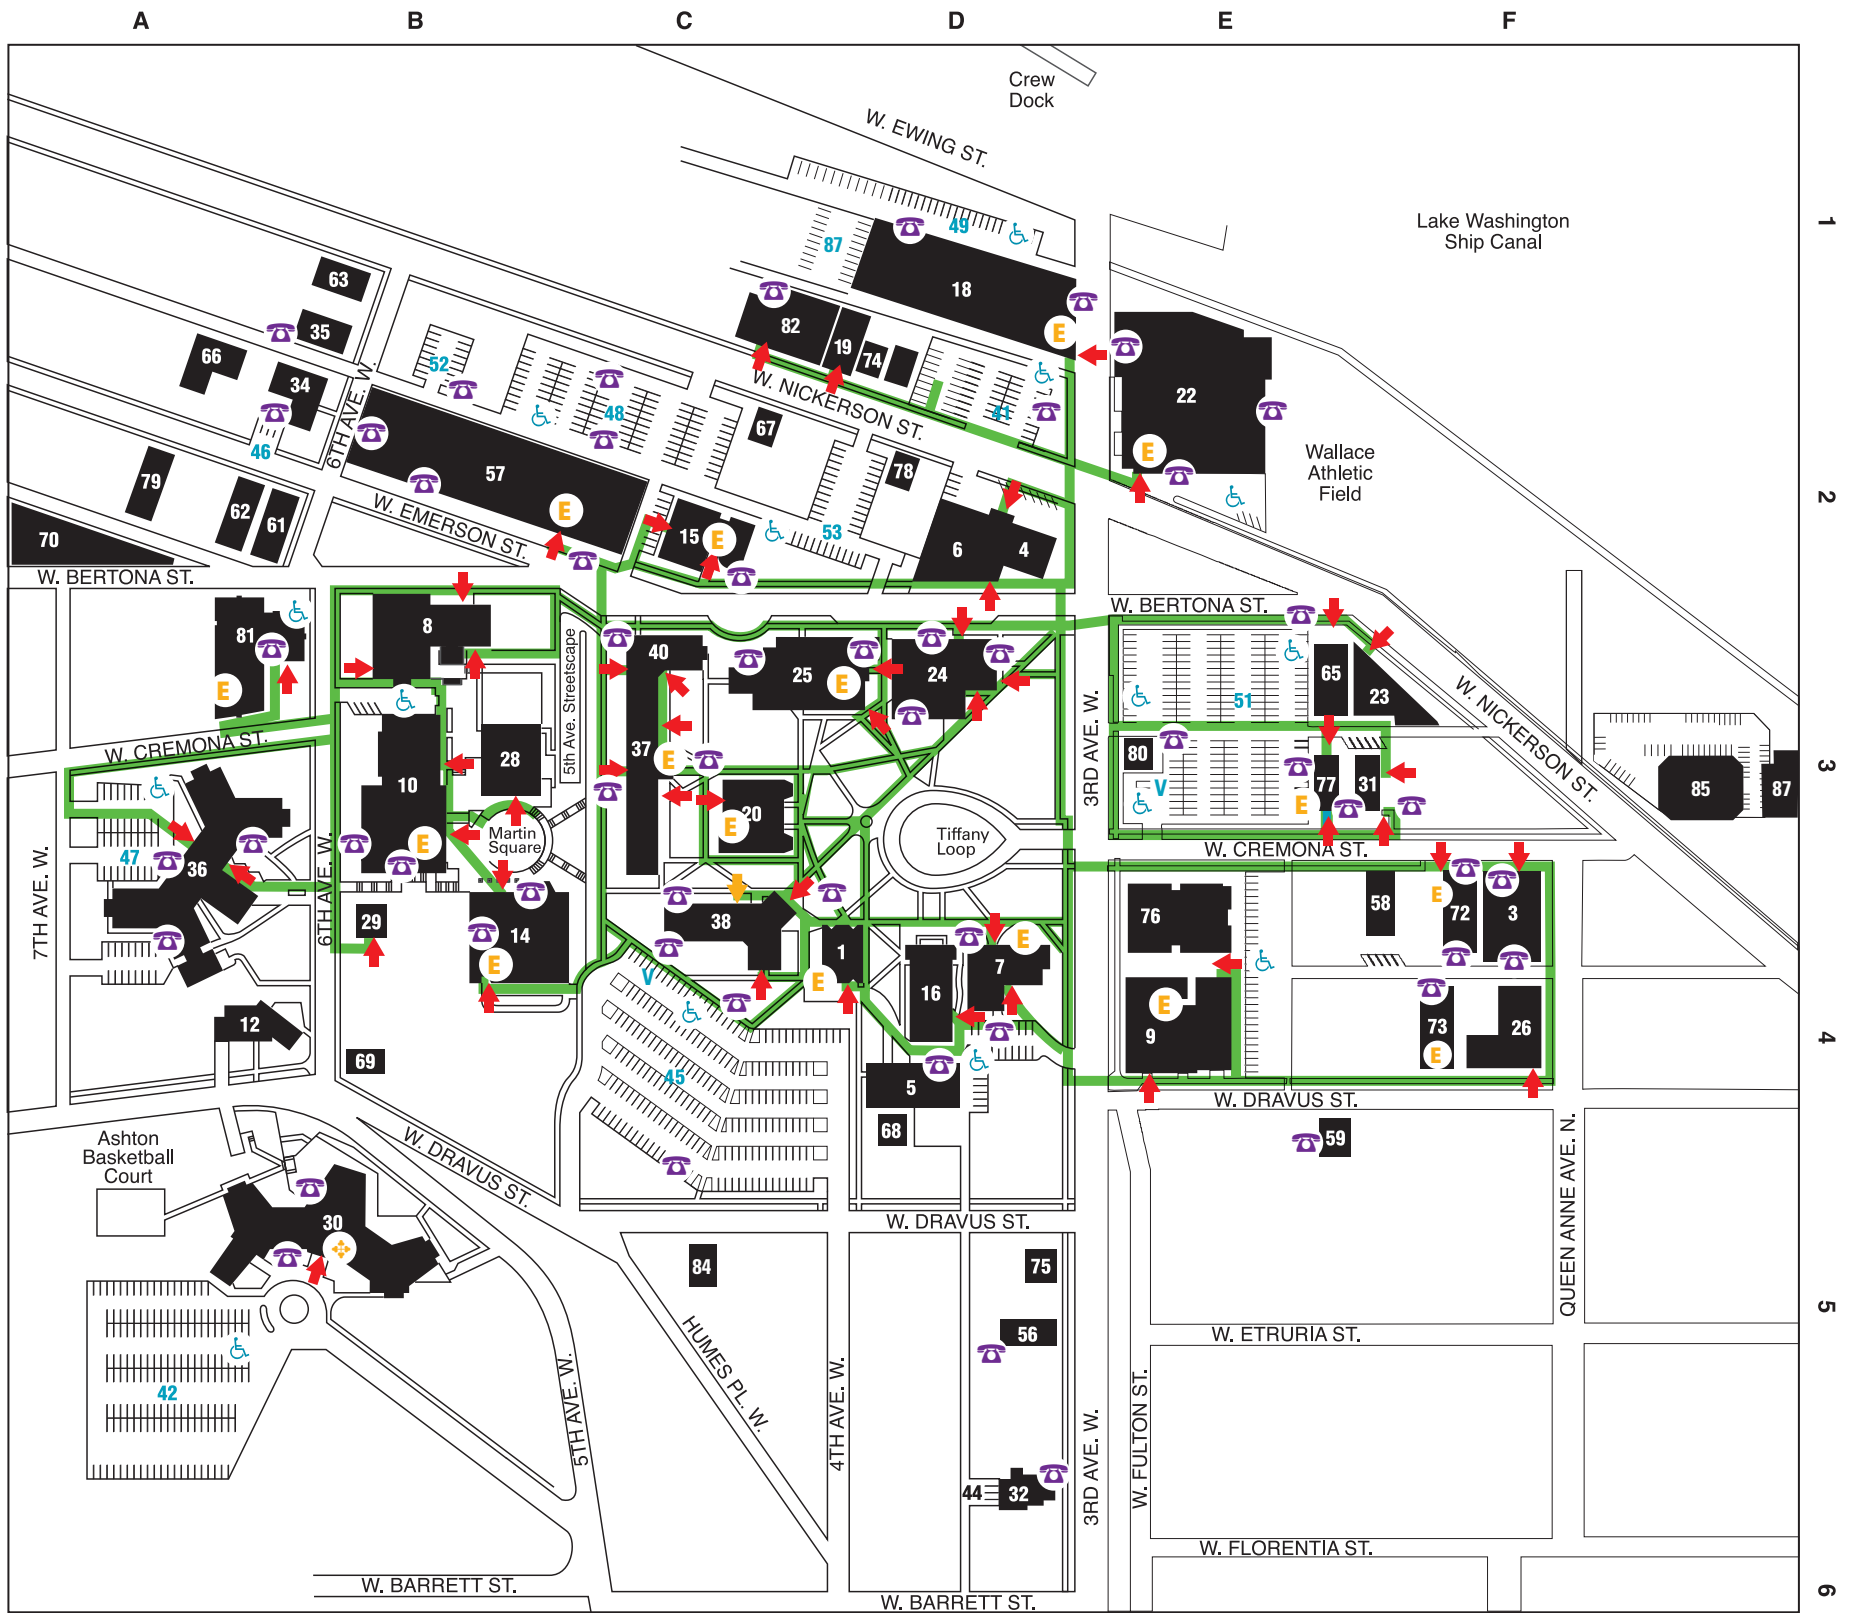 A B C D E F
Crew
Dock
W. EWING ST.
Lake Washington
Ship Canal
1
49
87
18
63
82
E
35
19
66
74
52
34
22
W. NICKERSON ST.
48
41
6TH AVE. W.
67
46
57
E
Wallace
Athletic
Field
78
79
2
62
61
W. EMERSON ST.
E
15
E
53
70
6
4
W. BERTONA ST.
W. BERTONA ST.
81
8
5th Ave. Streetscape
40
25
24
65
E
E
23
51
3RD AVE. W.
W. NICKERSON ST.
W. CREMONA ST.
28
37
E
80
3
10
77
31
85
87
V
20
E
E
Martin
Square
Tiffany
Loop
E
47
36
W. CREMONA ST.
7TH AVE. W.
6TH AVE. W.
29
38
76
58
E
72
3
14
1
7
E
E
V
E
16
9
E
12
73
26
4
E
69
45
5
W. DRAVUS ST.
68
59
Ashton
Basketball
Court
W. DRAVUS ST.
QUEEN ANNE AVE. N.
30
W. DRAVUS ST.
84
75
5
56
W. ETRURIA ST.
HUMES PL. W.
42
5TH AVE. W.
4TH AVE. W.
3RD AVE. W.
W. FULTON ST.
44
32
W. FLORENTIA ST.
W. BARRETT ST.
W. BARRETT ST.
6